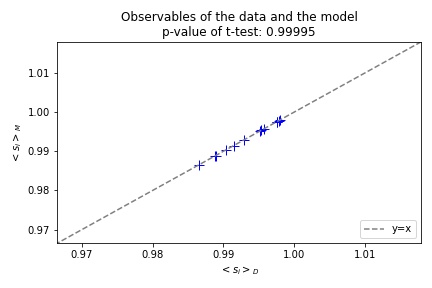 Observables of the data and the model
p-value of t-test: 0.99995
1.01
1.00
0.99
0.98
0.97
< s_i >_M
y=x
0.97 0.98 0.99 1.00 1.01
< s_i >_D